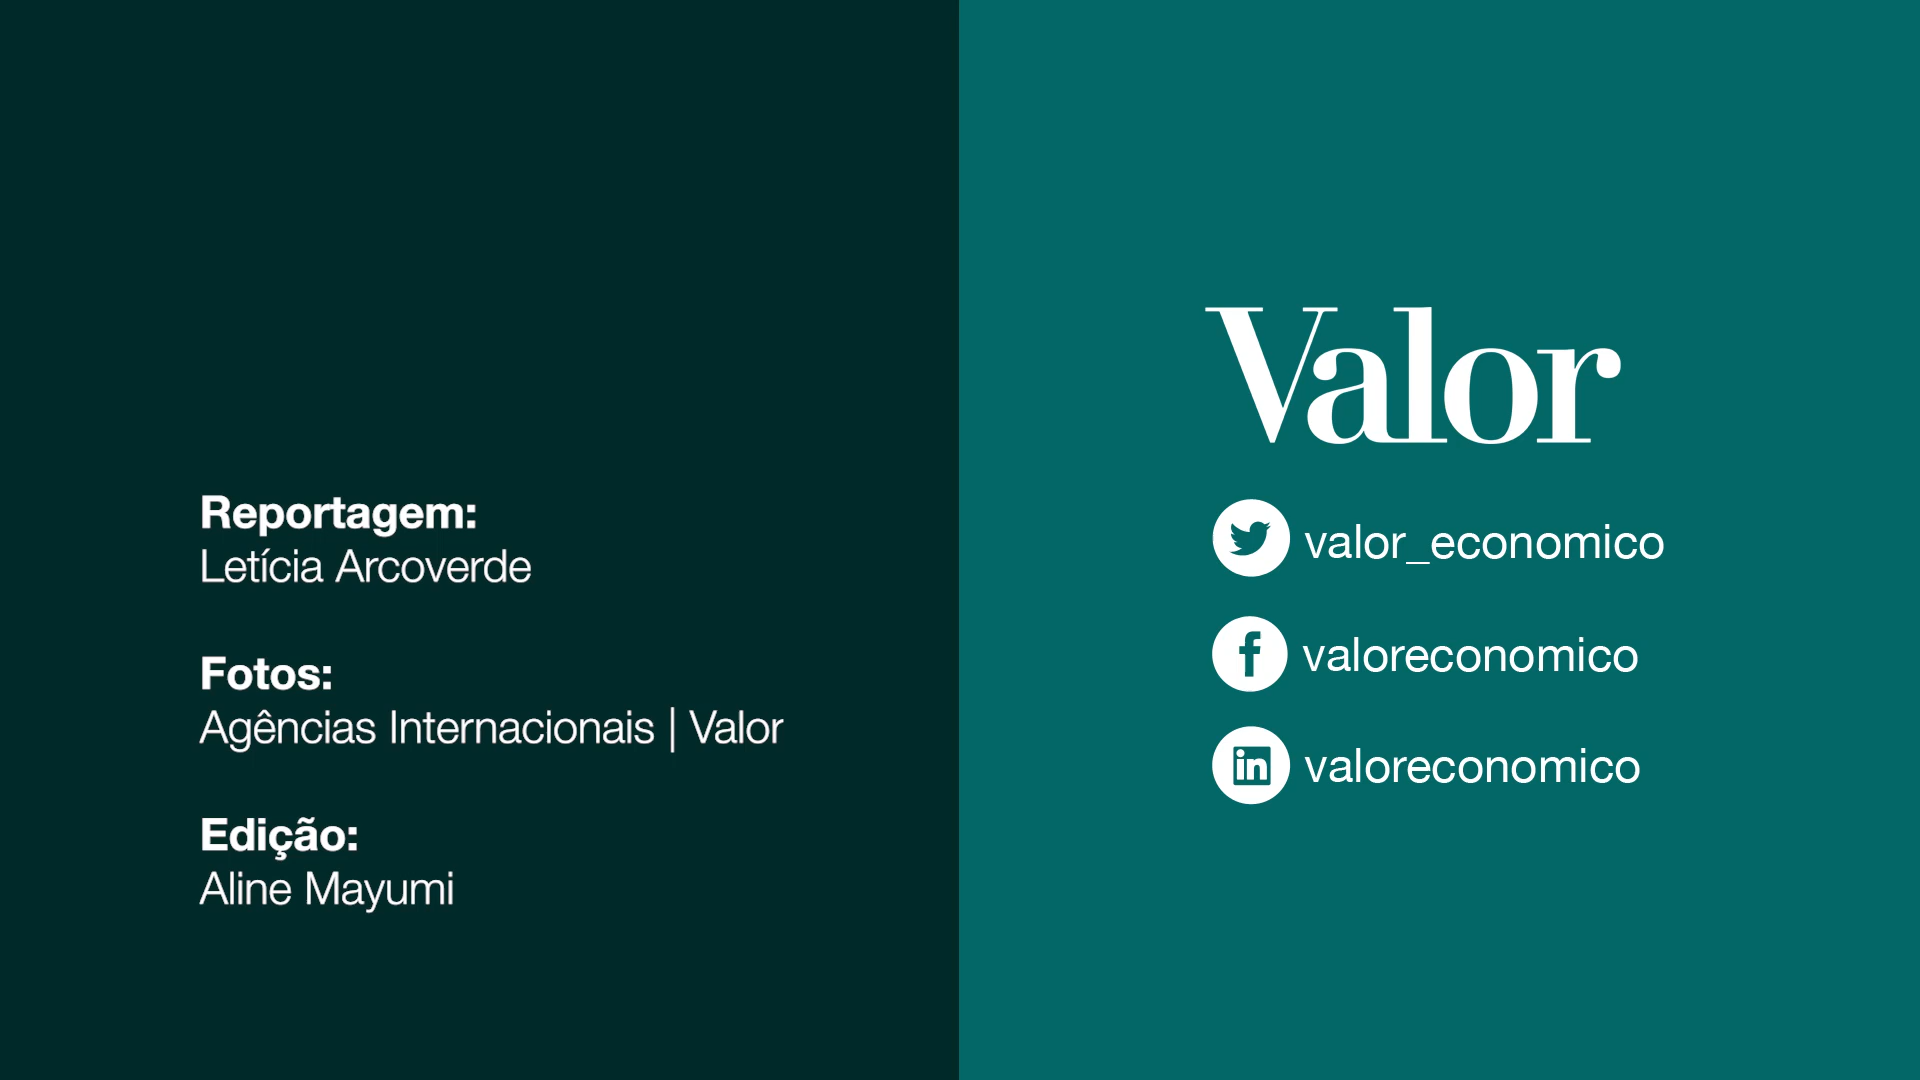 Reportagem:
Letícia Arcoverde
Fotos:
Agências Internacionais | Valor
Edição:
Aline Mayumi
Valor
valor_economico
valoreconomico
valoreconomico